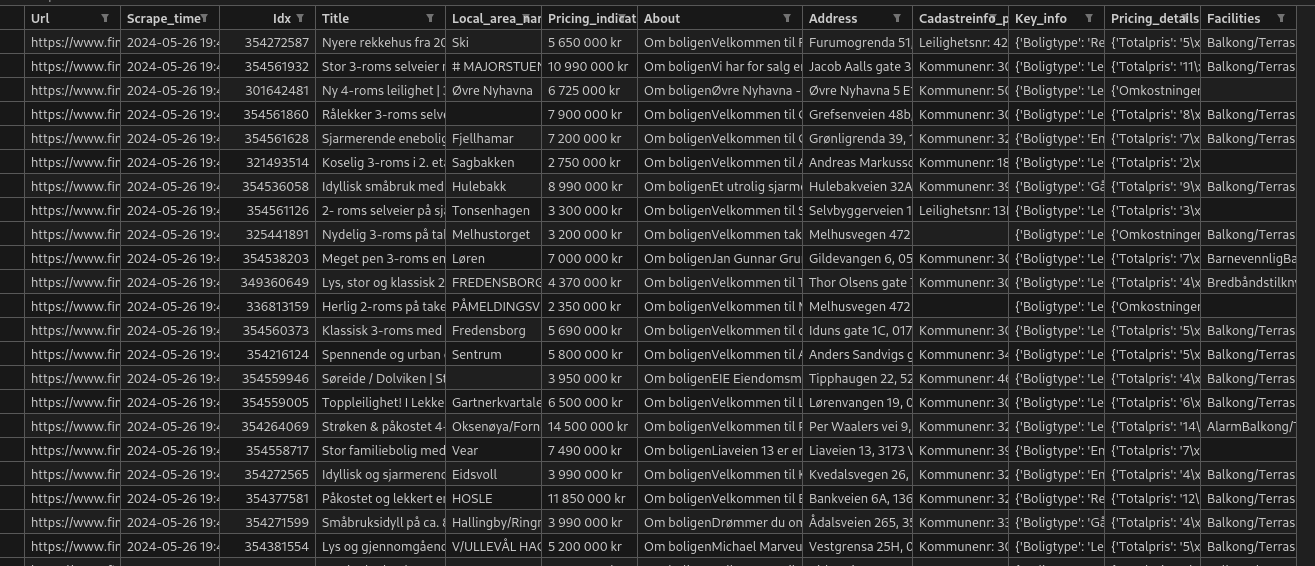 Url Scrape_time Idx Title Local_area_nar Pricing_indicat About Address Cadastreinfo_p Key_info Pricing_details Facilities
https://www.fir 2024-05-26 19:4 354272587 Nyere rekkehus fra 20 Ski 5 650 000 kr Om boligenVelkommen til F Furumogrenda 51, Leilighetsnr: 42 {'Boligtype': 'Re {'Totalpris': '5\x Balkong/Terras
https://www.fir 2024-05-26 19:4 354561932 Stor 3-roms selveier r # MAJORSTUEN 10 990 000 kr Om boligenVi har for salg e Jacob Aalls gate 3 Kommunenr: 30 {'Boligtype': 'Le {'Totalpris': '11\x Balkong/Terras
https://www.fir 2024-05-26 19:4 301642481 Ny 4-roms leilighet | Øvre Nyhavna 6 725 000 kr Om boligenØvre Nyhavna - Øvre Nyhavna 5 E Kommunenr: 50 {'Boligtype': 'Le {'Omkostninger
https://www.fir 2024-05-26 19:4 354561860 Rålekker 3-roms selve 7 900 000 kr Om boligenVelkommen til G Grefsenveien 48b, Kommunenr: 30 {'Boligtype': 'Le {'Totalpris': '8\x Balkong/Terras
https://www.fir 2024-05-26 19:4 354561628 Sjarmerende enebolig Fjellhamar 7 200 000 kr Om boligenVelkommen til G Grønligrenda 39, 1 Kommunenr: 32 {'Boligtype': 'En {'Totalpris': '7\x Balkong/Terras
https://www.fir 2024-05-26 19:4 321493514 Koselig 3-roms i 2. et Sagbakken 2 750 000 kr Om boligenVelkommen til A Andreas Markusso Kommunenr: 18 {'Boligtype': 'Le {'Totalpris': '2\x
https://www.fir 2024-05-26 19:4 354536058 Idyllisk småbruk med Hulebakk 8 990 000 kr Om boligenEt utrolig sjarm Hulebakveien 32A Kommunenr: 39 {'Boligtype': 'Gå {'Totalpris': '9\x Balkong/Terras
https://www.fir 2024-05-26 19:4 354561126 2- roms selveier på sj Tonsenhagen 3 300 000 kr Om boligenVelkommen til S Selvbyggerveien 1 Leilighetsnr: 13 {'Boligtype': 'Le {'Totalpris': '3\x
https://www.fir 2024-05-26 19:4 325441891 Nydelig 3-roms på ta Melhustorget 3 200 000 kr Om boligenVelkommen tak Melhusvegen 472 {'Boligtype': 'Le {'Omkostninger Balkong/Terras
https://www.fir 2024-05-26 19:4 354538203 Meget pen 3-roms en Løren 7 000 000 kr Om boligenJan Gunnar Gru Gildevangen 6, 05 Kommunenr: 30 {'Boligtype': 'Le {'Totalpris': '7\x BarnevennligBa
https://www.fir 2024-05-26 19:4 349360649 Lys, stor og klassisk 2 FREDENSBORG 4 370 000 kr Om boligenVelkommen til T Thor Olsens gate Kommunenr: 30 {'Boligtype': 'Le {'Totalpris': '4\x Bredbåndstilkn
https://www.fir 2024-05-26 19:4 336813159 Herlig 2-roms på take PÅMELDINGSV 2 350 000 kr Om boligenVelkommen til M Melhusvegen 472 {'Boligtype': 'Le {'Omkostninger
https://www.fir 2024-05-26 19:4 354560373 Klassisk 3-roms med Fredensborg 5 690 000 kr Om boligenVelkommen til d Iduns gate 1C, 017 Kommunenr: 30 {'Boligtype': 'Le {'Totalpris': '5\x Balkong/Terras
https://www.fir 2024-05-26 19:4 354216124 Spennende og urban Sentrum 5 800 000 kr Om boligenVelkommen til A Anders Sandvigs g Kommunenr: 34 {'Boligtype': 'Le {'Totalpris': '5\x Balkong/Terras
https://www.fir 2024-05-26 19:4 354559946 Søreide / Dolviken | St 3 950 000 kr Om boligenEIE Eiendomsm Tipphaugen 22, 52 Kommunenr: 46 {'Boligtype': 'Le {'Totalpris': '4\x Balkong/Terras
https://www.fir 2024-05-26 19:4 354559005 Toppleilighet! I Lekke Gartnerkvartale 6 500 000 kr Om boligenVelkommen til L Lørenvangen 19, 0 Kommunenr: 30 {'Boligtype': 'Le {'Totalpris': '6\x Balkong/Terras
https://www.fir 2024-05-26 19:4 354264069 Strøken & påkostet 4- Oksenøya/Forn 14 500 000 kr Om boligenVelkommen til P Per Waalers vei 9, Kommunenr: 32 {'Boligtype': 'Le {'Totalpris': '14\ AlarmBalkong/T
https://www.fir 2024-05-26 19:4 354558717 Stor familiebolig med Vear 7 490 000 kr Om boligenLiaveien 13 er er Liaveien 13, 3173 V Kommunenr: 39 {'Boligtype': 'En {'Totalpris': '7\x
https://www.fir 2024-05-26 19:4 354272565 Idyllisk og sjarmerend Eidsvoll 3 990 000 kr Om boligenVelkommen til K Kvedalsvegen 26, Kommunenr: 32 {'Boligtype': 'En {'Totalpris': '4\x Balkong/Terras
https://www.fir 2024-05-26 19:4 354377581 Påkostet og lekkert er HOSLE 11 850 000 kr Om boligenVelkommen til B Bankveien 6A, 136 Kommunenr: 32 {'Boligtype': 'Re {'Totalpris': '12\ Balkong/Terras
https://www.fir 2024-05-26 19:4 354271599 Småbruksidyll på ca. 8 Hallingby/Ringr 3 990 000 kr Om boligenDrømmer du om Ådalsveien 265, 35 Kommunenr: 33 {'Boligtype': 'Gå {'Totalpris': '4\x Balkong/Terras
https://www.fir 2024-05-26 19:4 354381554 Lys og gjennomgåend V/ULLEVÅL HAG 5 200 000 kr Om boligenMichael Marveu Vestgrensa 25H, 0 Kommunenr: 30 {'Boligtype': 'Le {'Totalpris': '5\x Balkong/Terras